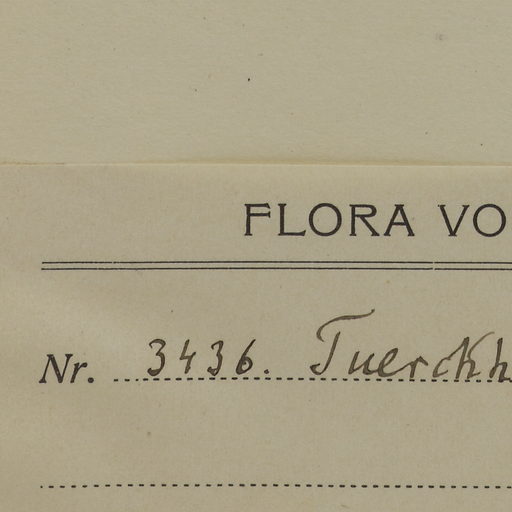 FLORA VO
Nr. 3436. Tuerckh